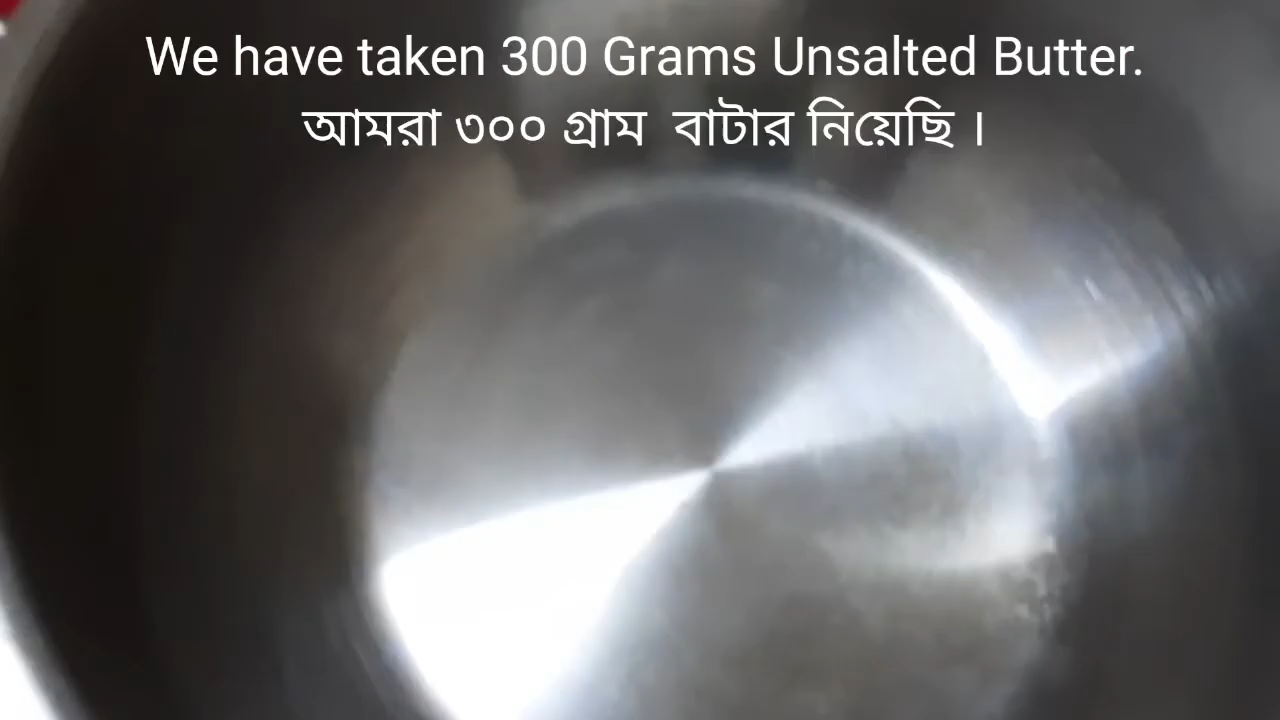 We have taken 300 Grams Unsalted Butter.
আমরা ৩০০ গ্রাম বাটার নিয়েছি ।